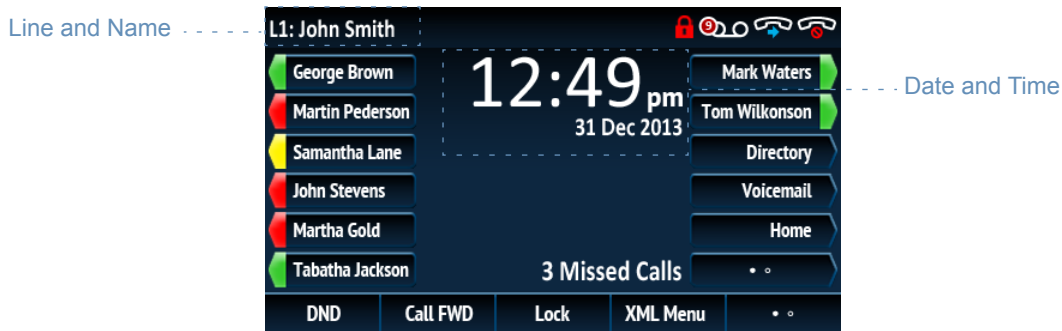 Line and Name
L1: John Smith
9
George Brown
Martin Pederson
Samantha Lane
John Stevens
Martha Gold
Tabatha Jackson
12:49 pm
31 Dec 2013
3 Missed Calls
Mark Waters
Tom Wilkonson
Directory
Voicemail
Home
Date and Time
DND
Call FWD
Lock
XML Menu